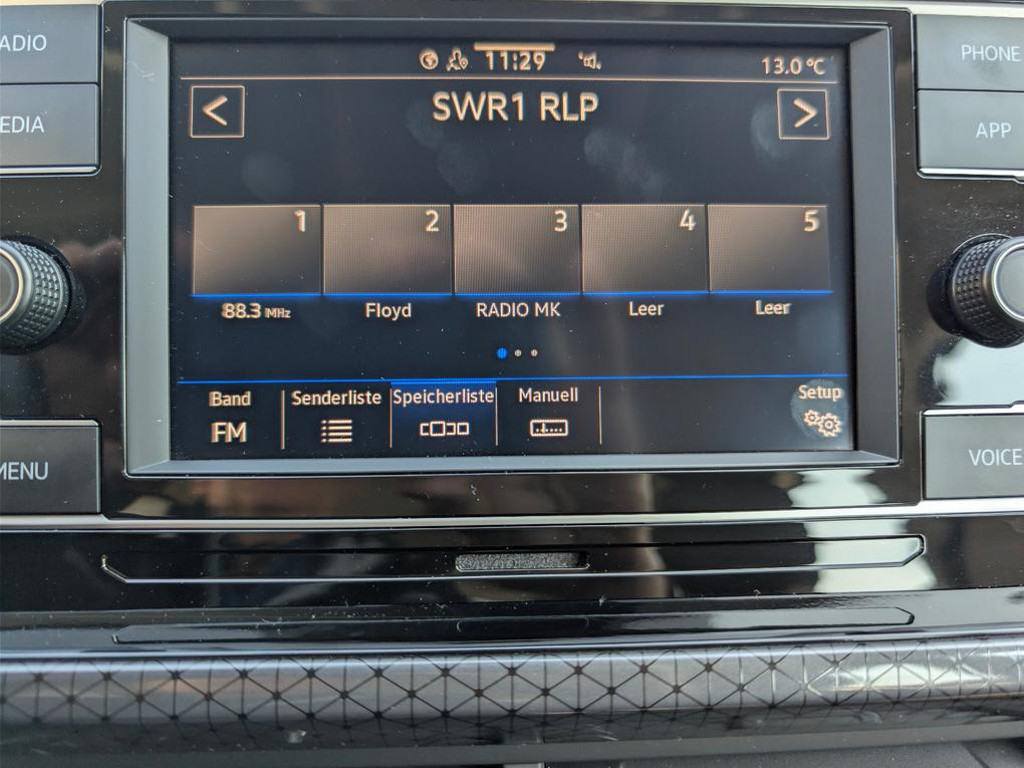 ADIO
EDIA
MENU
11:29
13.0°C
<
SWR1 RLP
>
1
2
3
4
5
88.3 MHz
Floyd
RADIO MK
Leer
Leer
Band
FM
Senderliste
Speicherliste
Manuell
Setup
PHONE
APP
VOICE